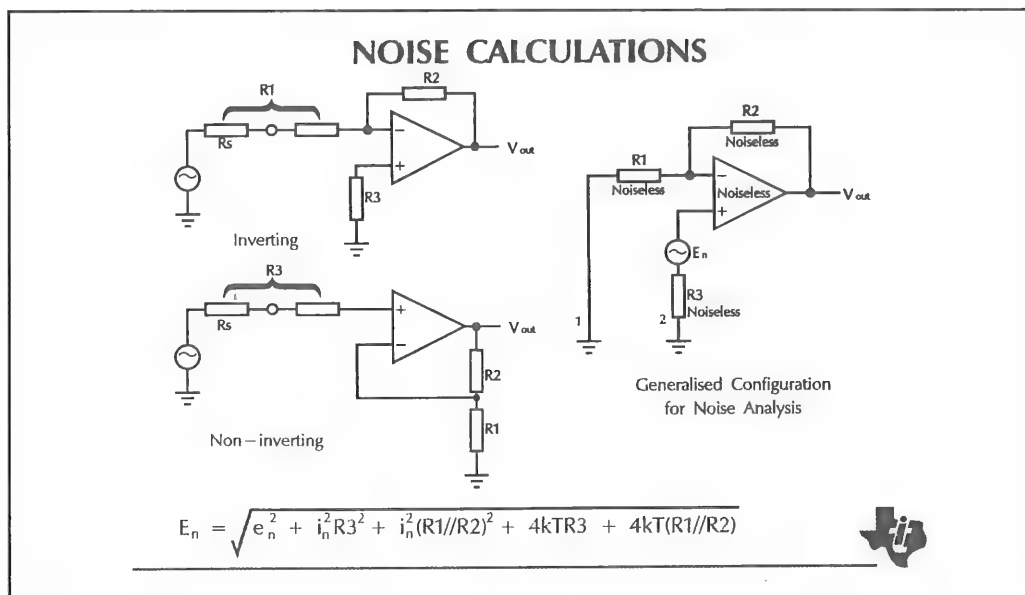 NOISE CALCULATIONS
R1
Rs
R2
−
+
V out
R3
Inverting
R3
Rs
+
−
V out
R2
R1
Non−inverting
R2
Noiseless
R1
Noiseless
−
Noiseless
+
V out
En
R3
Noiseless
1
2
Generalised Configuration
for Noise Analysis
En = √(en² + in²R3² + in²(R1//R2)² + 4kTR3 + 4kT(R1//R2))
ti